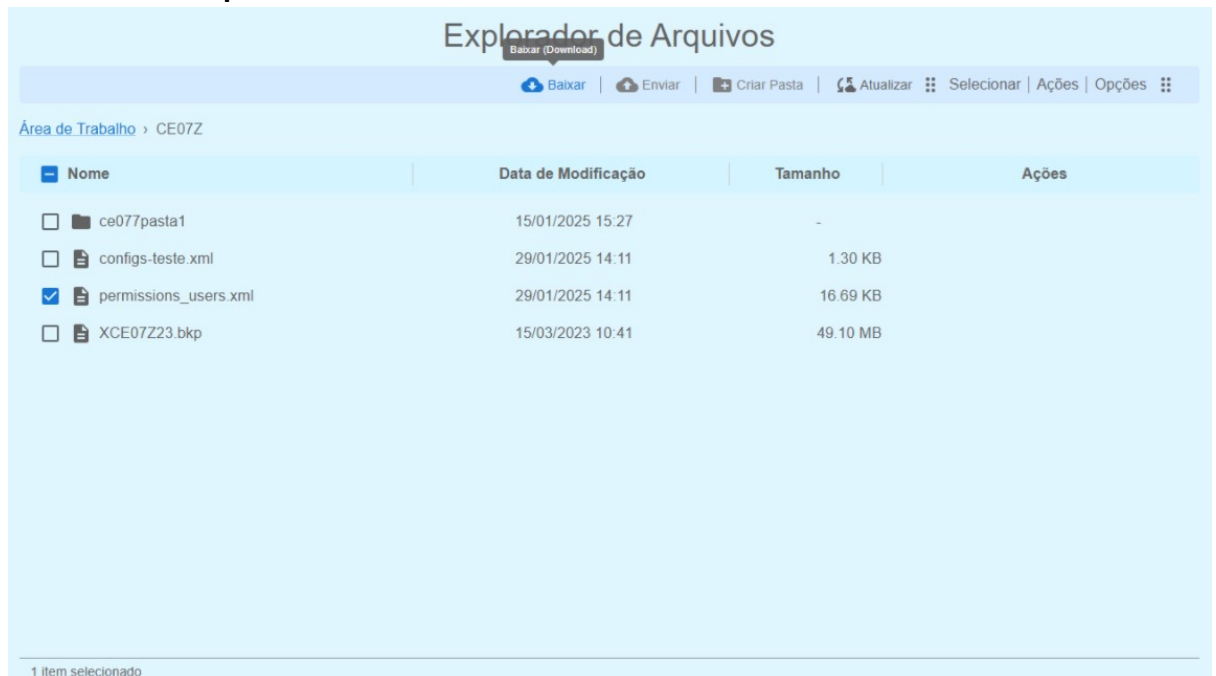 Explorador de Arquivos
Baixar (Download)
Baixar | Enviar | Criar Pasta | Atualizar Selecionar | Ações | Opções
Área de Trabalho › CE07Z
Nome Data de Modificação Tamanho Ações
ce077pasta1 15/01/2025 15:27 -
configs-teste.xml 29/01/2025 14:11 1.30 KB
permissions_users.xml 29/01/2025 14:11 16.69 KB
XCE07Z23.bkp 15/03/2023 10:41 49.10 MB
1 item selecionado